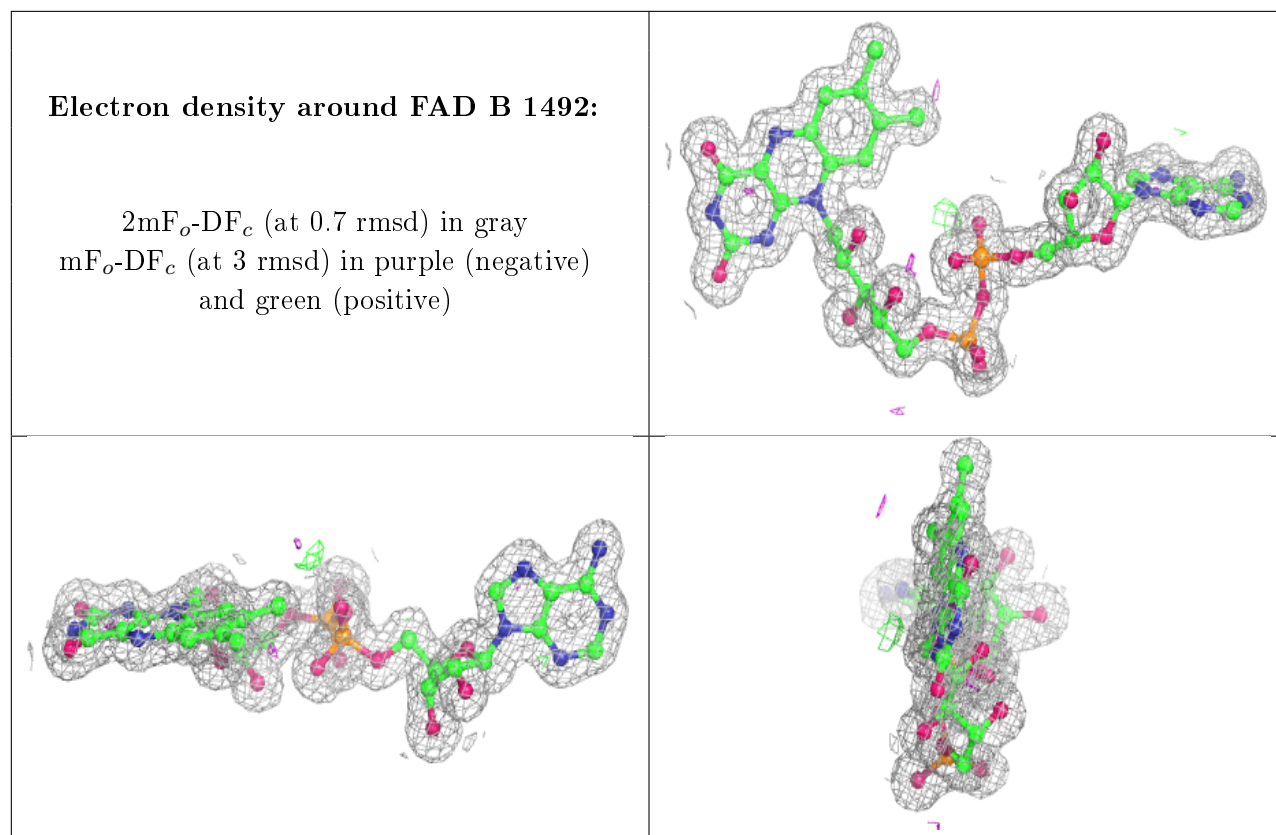 Electron density around FAD B 1492:
2mFₒ-DF𝒸 (at 0.7 rmsd) in gray
mFₒ-DF𝒸 (at 3 rmsd) in purple (negative)
and green (positive)